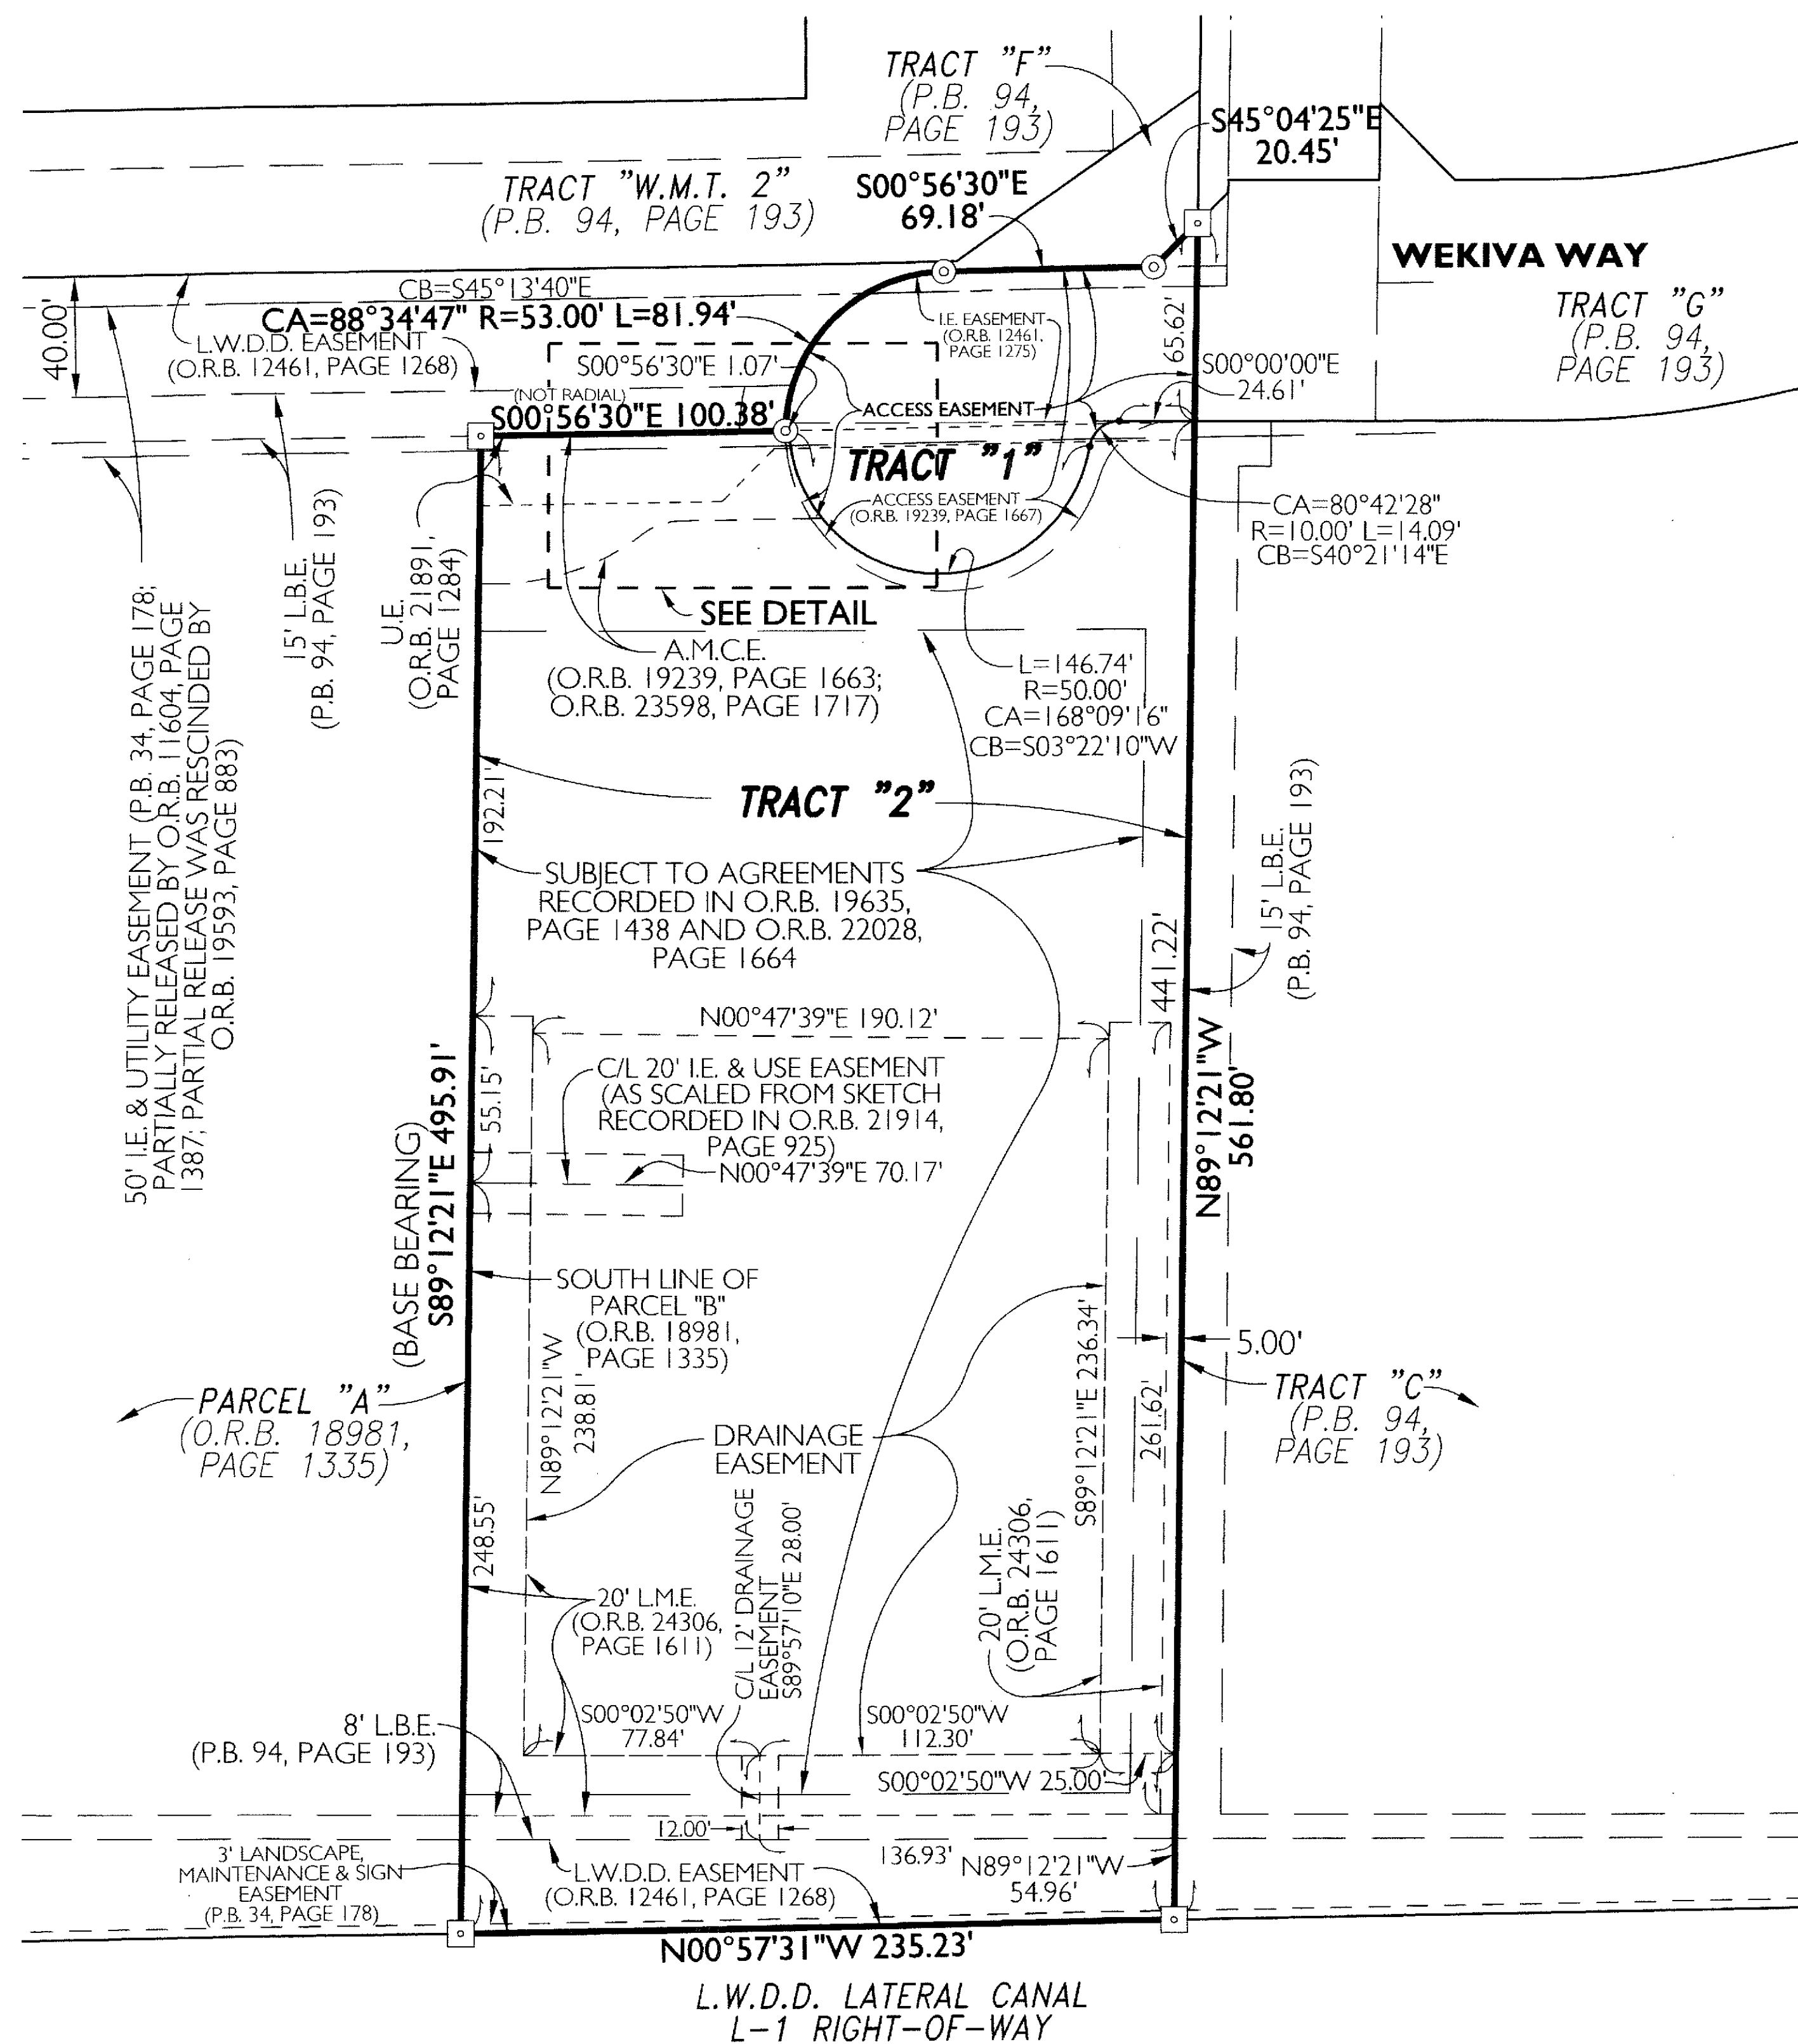 TRACT "F"
(P.B. 94,
PAGE 193)
S45°04'25"E
20.45'
TRACT "W.M.T. 2"
(P.B. 94, PAGE 193)
S00°56'30"E
69.18'
WEKIVA WAY
TRACT "G"
(P.B. 94,
PAGE 193)
40.00'
CB=S45°13'40"E
CA=88°34'47" R=53.00' L=81.94'
L.W.D.D. EASEMENT
(O.R.B. 12461, PAGE 1268)
S00°56'30"E 1.07'
(NOT RADIAL)
S00°56'30"E 100.38'
I.E. EASEMENT
(O.R.B. 12461,
PAGE 1275)
65.62'
S00°00'00"E
24.61'
ACCESS EASEMENT
TRACT "1"
ACCESS EASEMENT
(O.R.B. 19239, PAGE 1667)
CA=80°42'28"
R=10.00' L=14.09'
CB=S40°21'14"E
50' I.E. & UTILITY EASEMENT (P.B. 34, PAGE 178;
PARTIALLY RELEASED BY O.R.B. 11604, PAGE
1387; PARTIAL RELEASE WAS RESCINDED BY
O.R.B. 19593, PAGE 883)
15' L.B.E.
(P.B. 94, PAGE 193)
U.E.
(O.R.B. 21891,
PAGE 1284)
SEE DETAIL
A.M.C.E.
(O.R.B. 19239, PAGE 1663;
O.R.B. 23598, PAGE 1717)
L=146.74'
R=50.00'
CA=168°09'16"
CB=S03°22'10"W
192.21'
TRACT "2"
SUBJECT TO AGREEMENTS
RECORDED IN O.R.B. 19635,
PAGE 1438 AND O.R.B. 22028,
PAGE 1664
15' L.B.E.
(P.B. 94, PAGE 193)
441.22'
N89°12'21"W
561.80'
N00°47'39"E 190.12'
C/L 20' I.E. & USE EASEMENT
(AS SCALED FROM SKETCH
RECORDED IN O.R.B. 21914,
PAGE 925)
N00°47'39"E 70.17'
55.15'
(BASE BEARING)
S89°12'21"E 495.91'
SOUTH LINE OF
PARCEL "B"
(O.R.B. 18981,
PAGE 1335)
N89°12'21"W
238.81'
S89°12'21"E 236.34'
5.00'
261.62'
PARCEL "A"
(O.R.B. 18981,
PAGE 1335)
TRACT "C"
(P.B. 94,
PAGE 193)
DRAINAGE
EASEMENT
248.55'
C/L 12' DRAINAGE
EASEMENT
S89°57'10"E 28.00'
20' L.M.E.
(O.R.B. 24306,
PAGE 1611)
20' L.M.E.
(O.R.B. 24306,
PAGE 1611)
8' L.B.E.
(P.B. 94, PAGE 193)
S00°02'50"W
77.84'
S00°02'50"W
112.30'
S00°02'50"W 25.00'
12.00'
136.93'
N89°12'21"W
54.96'
3' LANDSCAPE,
MAINTENANCE & SIGN
EASEMENT
(P.B. 34, PAGE 178)
L.W.D.D. EASEMENT
(O.R.B. 12461, PAGE 1268)
N00°57'31"W 235.23'
L.W.D.D. LATERAL CANAL
L-1 RIGHT-OF-WAY